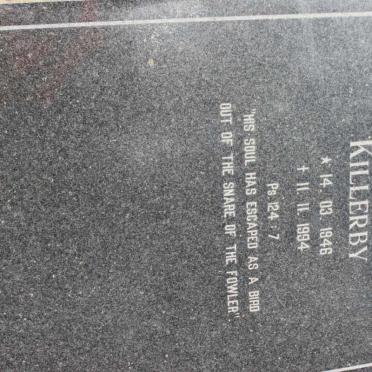 KILLERBY
★ 14. 03. 1946
† 11. 11. 1994
Ps 124 : 7
"HIS SOUL HAS ESCAPED AS A BIRD
OUT OF THE SNARE OF THE FOWLER"